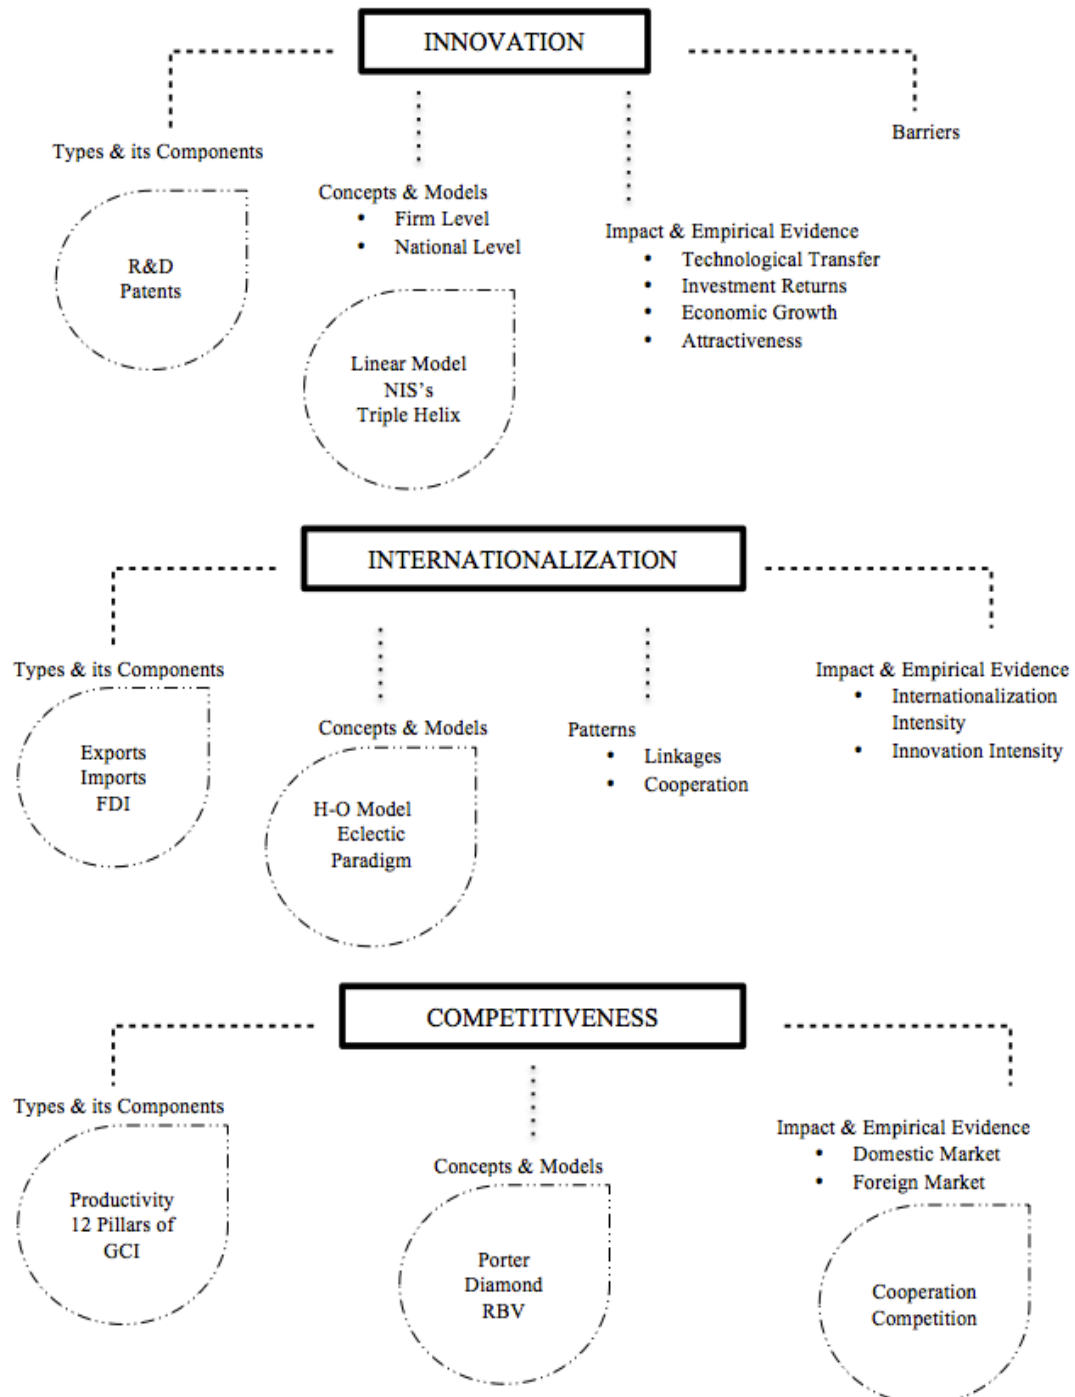 INNOVATION
Types & its Components
R&D
Patents
Concepts & Models
• Firm Level
• National Level
Linear Model
NIS's
Triple Helix
Impact & Empirical Evidence
• Technological Transfer
• Investment Returns
• Economic Growth
• Attractiveness
Barriers
INTERNATIONALIZATION
Types & its Components
Exports
Imports
FDI
Concepts & Models
H-O Model
Eclectic
Paradigm
Patterns
• Linkages
• Cooperation
Impact & Empirical Evidence
• Internationalization
Intensity
• Innovation Intensity
COMPETITIVENESS
Types & its Components
Productivity
12 Pillars of
GCI
Concepts & Models
Porter
Diamond
RBV
Impact & Empirical Evidence
• Domestic Market
• Foreign Market
Cooperation
Competition